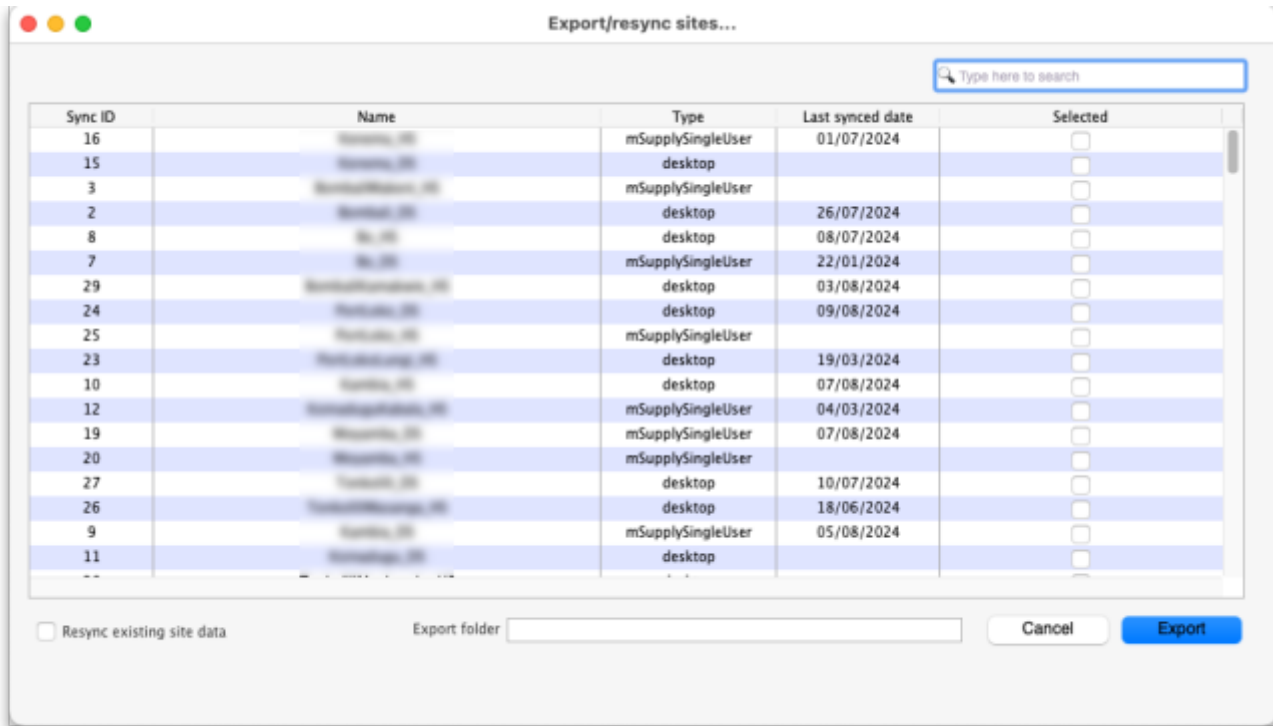 Export/resync sites...
Type here to search
Sync ID Name Type Last synced date Selected
16 mSupplySingleUser 01/07/2024
15 desktop
3 mSupplySingleUser
2 desktop 26/07/2024
8 desktop 08/07/2024
7 mSupplySingleUser 22/01/2024
29 desktop 03/08/2024
24 desktop 09/08/2024
25 mSupplySingleUser
23 desktop 19/03/2024
10 desktop 07/08/2024
12 mSupplySingleUser 04/03/2024
19 mSupplySingleUser 07/08/2024
20 mSupplySingleUser
27 desktop 10/07/2024
26 desktop 18/06/2024
9 mSupplySingleUser 05/08/2024
11 desktop
Resync existing site data Export folder Cancel Export